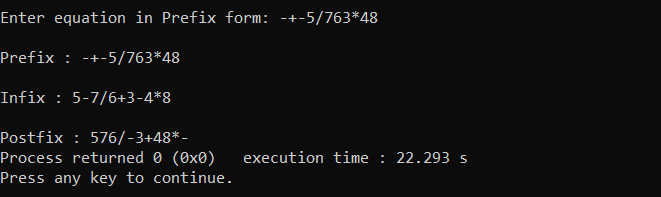 Enter equation in Prefix form: -+-5/763*48
Prefix : -+-5/763*48
Infix : 5-7/6+3-4*8
Postfix : 576/-3+48*-
Process returned 0 (0x0)   execution time : 22.293 s
Press any key to continue.